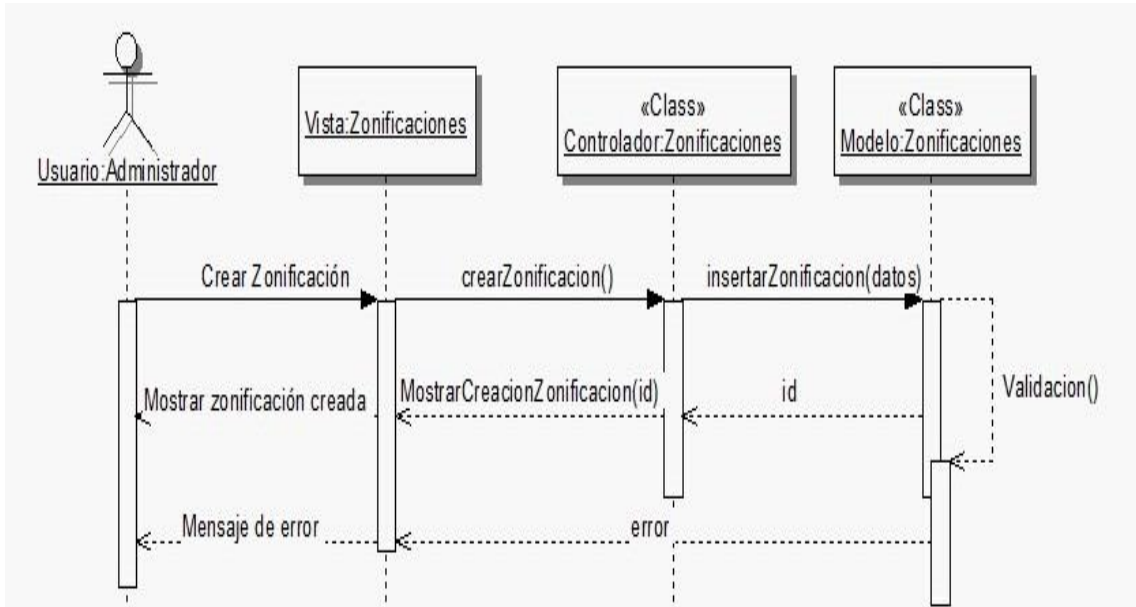 Usuario:Administrador
Vista:Zonificaciones
«Class»
Controlador:Zonificaciones
«Class»
Modelo:Zonificaciones
Crear Zonificación
crearZonificacion()
insertarZonificacion(datos)
Mostrar zonificación creada
MostrarCreacionZonificacion(id)
id
Validacion()
Mensaje de error
error